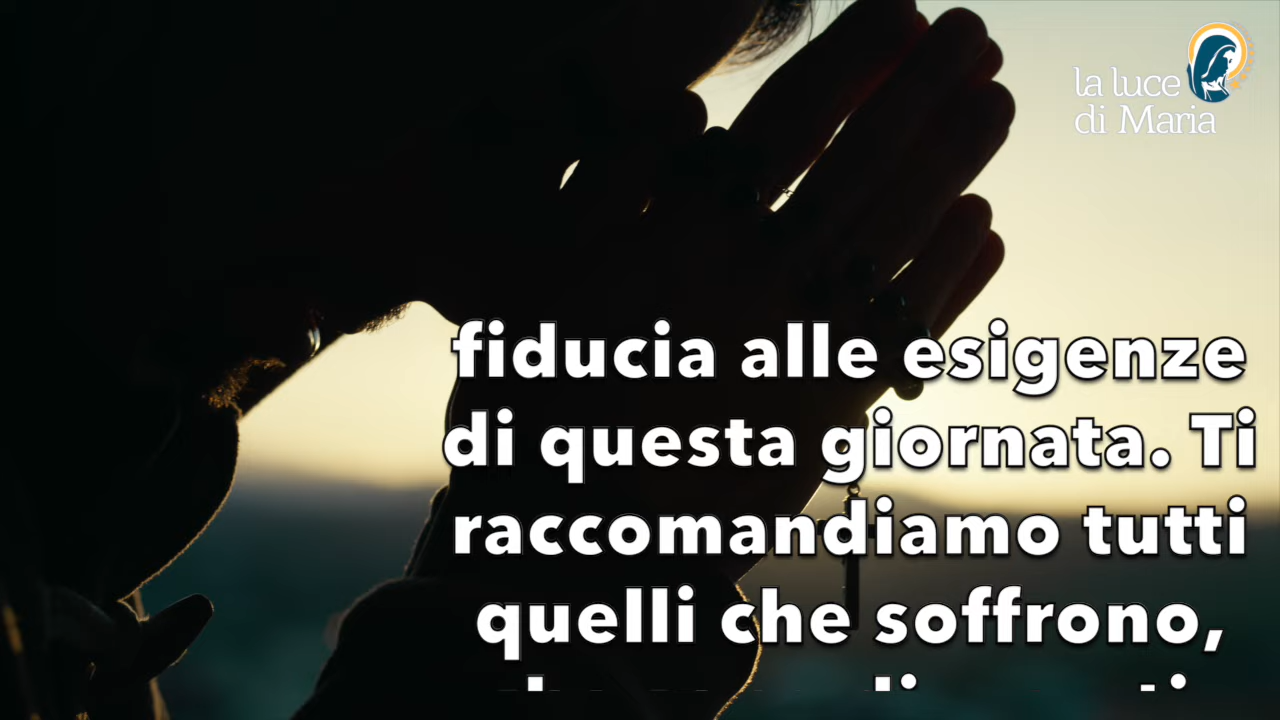 la luce
di Maria
fiducia alle esigenze
di questa giornata. Ti
raccomandiamo tutti
quelli che soffrono,